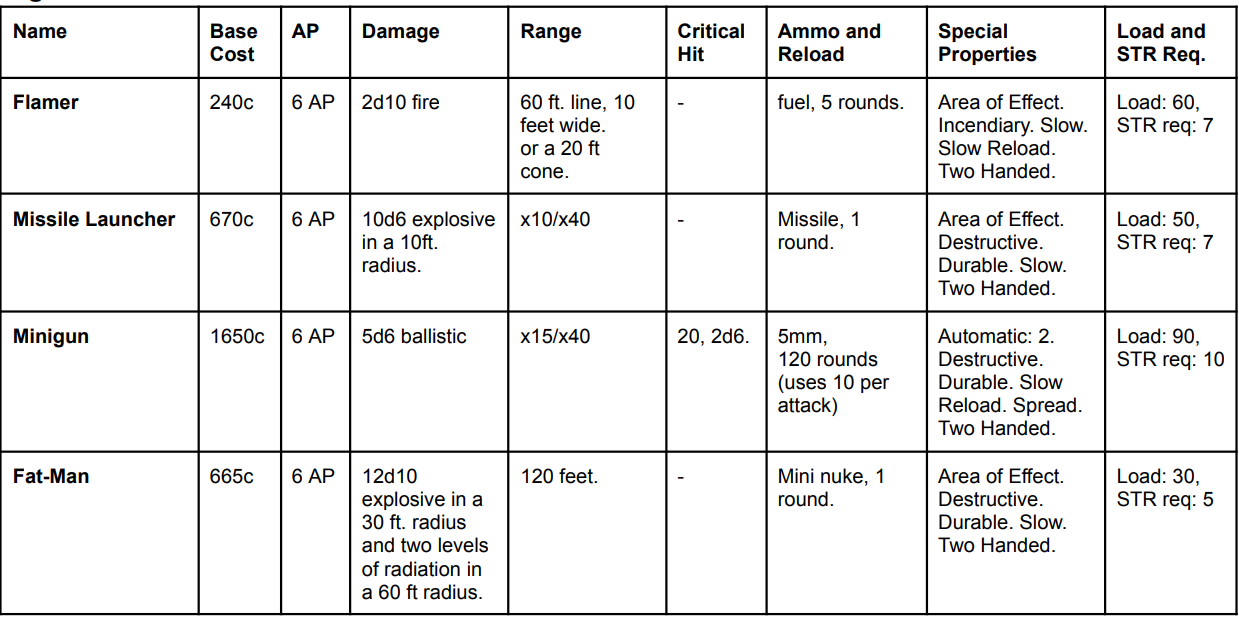 Name
Base
Cost
AP
Damage
Range
Critical
Hit
Ammo and
Reload
Special
Properties
Load and
STR Req.
Flamer
240c
6 AP
2d10 fire
60 ft. line, 10
feet wide.
or a 20 ft
cone.
-
fuel, 5 rounds.
Area of Effect.
Incendiary. Slow.
Slow Reload.
Two Handed.
Load: 60,
STR req: 7
Missile Launcher
670c
6 AP
10d6 explosive
in a 10ft.
radius.
x10/x40
-
Missile, 1
round.
Area of Effect.
Destructive.
Durable. Slow.
Two Handed.
Load: 50,
STR req: 7
Minigun
1650c
6 AP
5d6 ballistic
x15/x40
20, 2d6.
5mm,
120 rounds
(uses 10 per
attack)
Automatic: 2.
Destructive.
Durable. Slow
Reload. Spread.
Two Handed.
Load: 90,
STR req: 10
Fat-Man
665c
6 AP
12d10
explosive in a
30 ft. radius
and two levels
of radiation in
a 60 ft radius.
120 feet.
-
Mini nuke, 1
round.
Area of Effect.
Destructive.
Durable. Slow.
Two Handed.
Load: 30,
STR req: 5